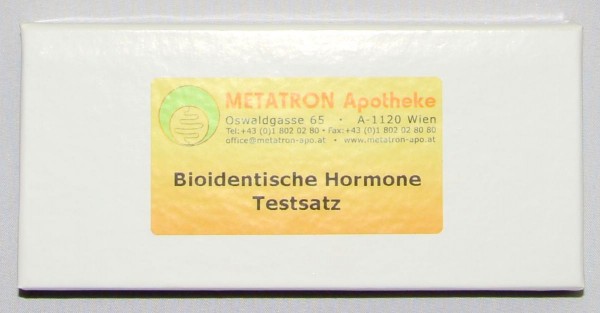 METATRON Apotheke
Oswaldgasse 65 • A-1120 Wien
Tel:+43 (0)1 802 02 80 • Fax:+43 (0)1 802 02 80 80
office@metatron-apo.at • www.metatron-apo.at
Bioidentische Hormone
Testsatz